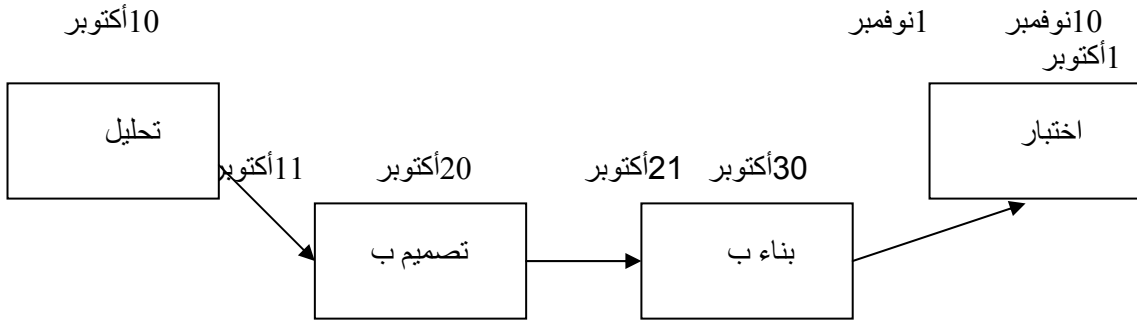 10أكتوبر
1نوفمبر
10نوفمبر
1أكتوبر
تحليل
اختبار
11أكتوبر
20أكتوبر
21أكتوبر
30أكتوبر
تصميم ب
بناء ب